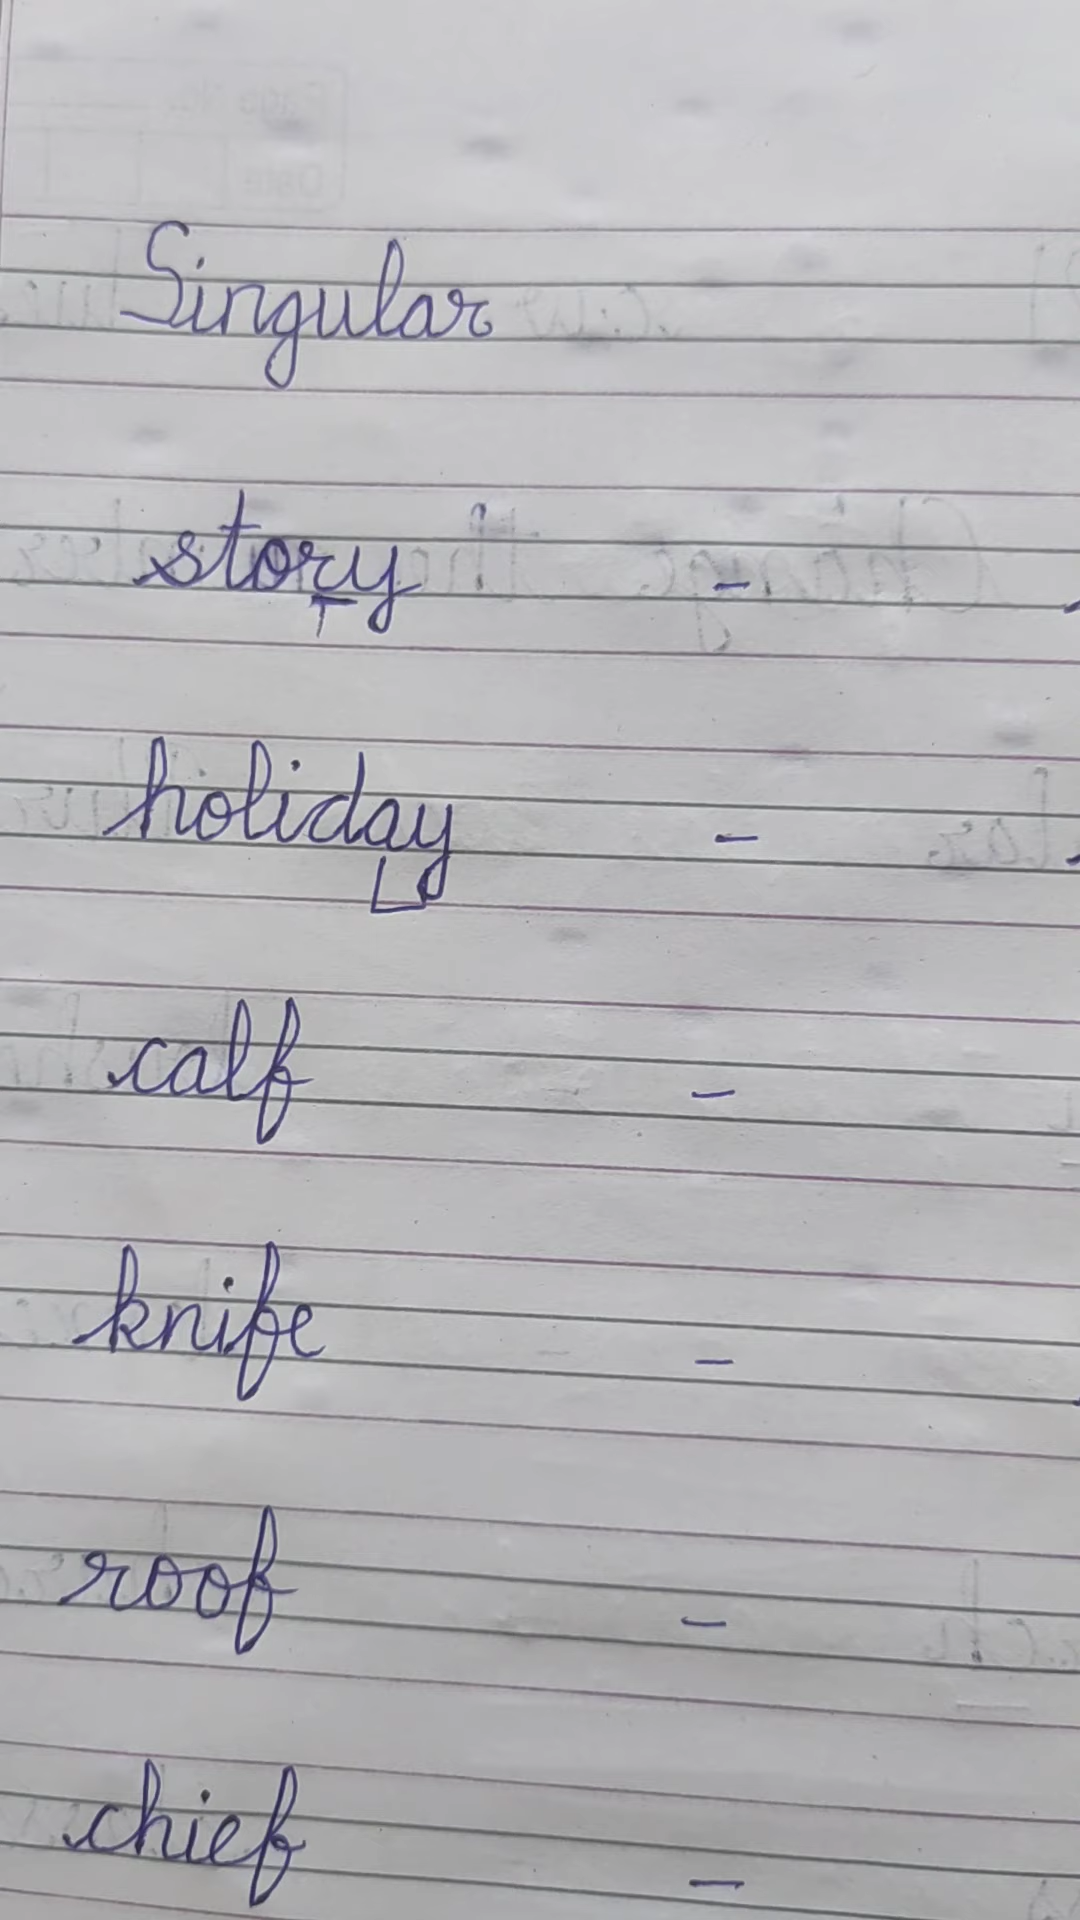 Singular
story -
holiday -
calf -
knife -
roof -
chief -